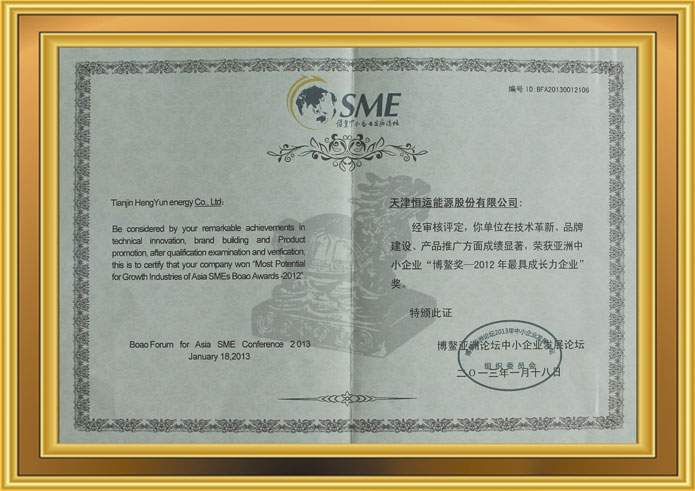 SME
编号 ID:BFA20130012106
Tianjin HengYun energy Co., Ltd:
Be considered by your remarkable achievements in
technical innovation, brand building and Product
promotion, after qualification examination and verification,
this is to certify that your company won “Most Potential
for Growth Industries of Asia SMEs Boao Awards -2012”.
Boao Forum for Asia SME Conference 2013
January 18,2013
天津恒运能源股份有限公司：
经审核评定，你单位在技术革新、品牌
建设、产品推广方面成绩显著，荣获亚洲中
小企业“博鳌奖—2012 年最具成长力企业”
奖。
特颁此证
博鳌亚洲论坛中小企业发展论坛
组织委员会
二〇一三年一月十八日